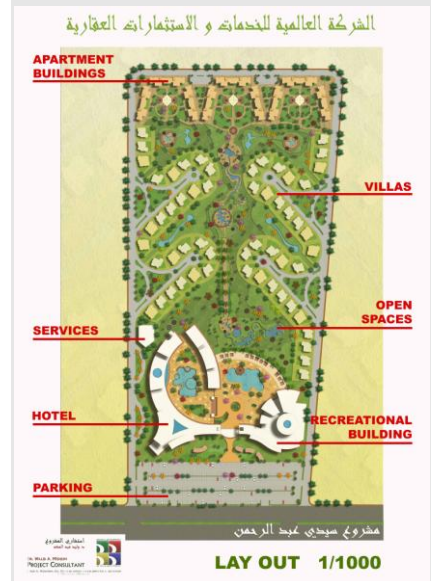 الشركة العالمية للخدمات و الاستثمارات العقارية
APARTMENT
BUILDINGS
VILLAS
OPEN
SPACES
SERVICES
HOTEL
RECREATIONAL
BUILDING
PARKING
مشروع سيدي عبد الرحمن
PROJECT CONSULTANT
LAY OUT 1/1000